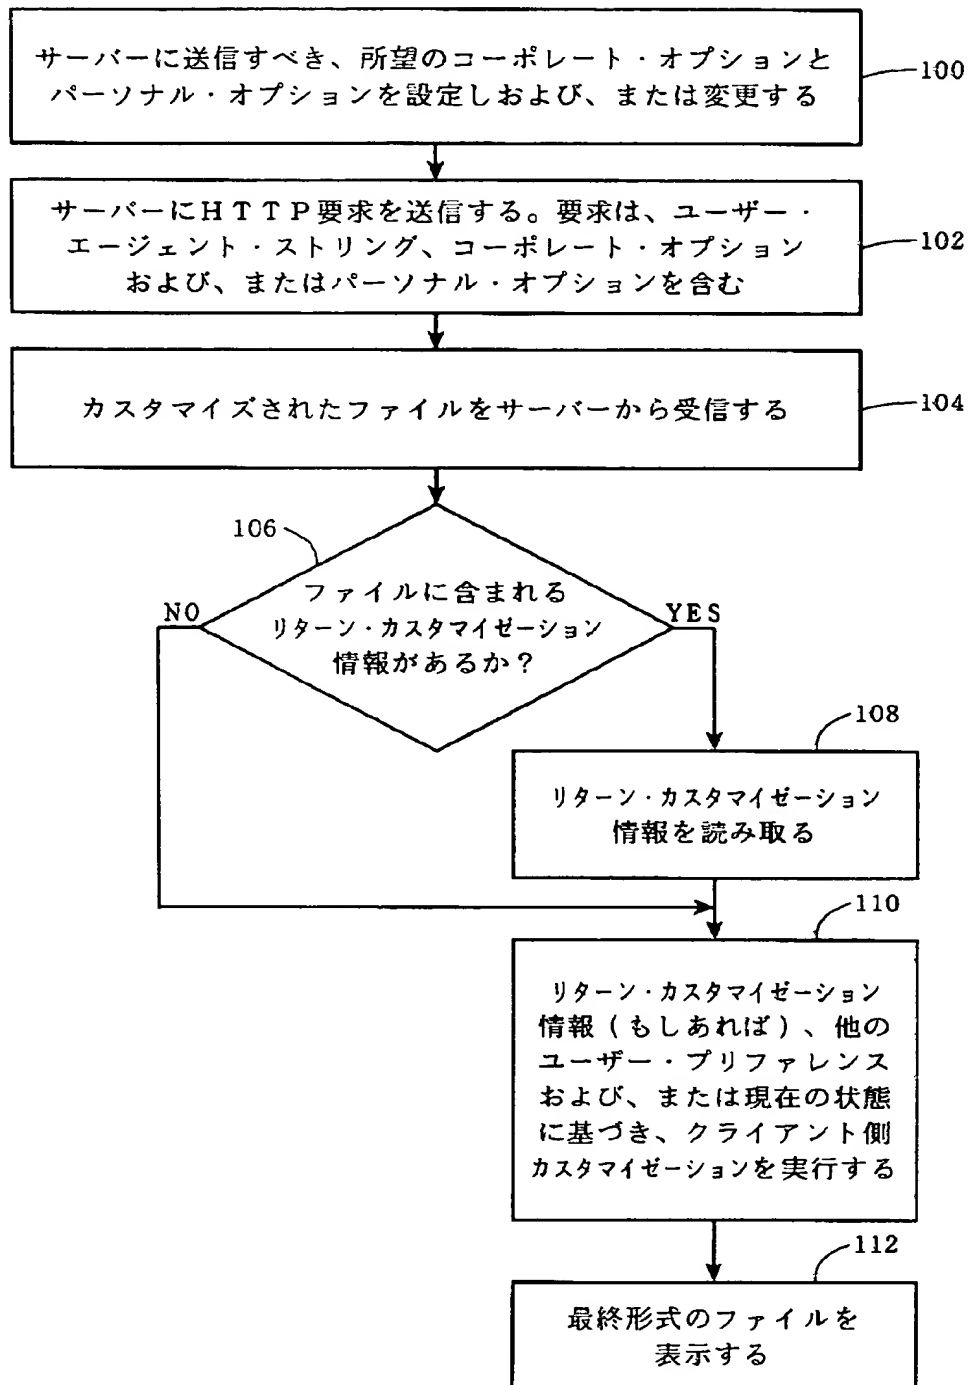 サーバーに送信すべき、所望のコーポレート・オプションと
パーソナル・オプションを設定しおよび、または変更する
100
サーバーにＨＴＴＰ要求を送信する。要求は、ユーザー・
エージェント・ストリング、コーポレート・オプション
および、またはパーソナル・オプションを含む
102
カスタマイズされたファイルをサーバーから受信する
104
106
ファイルに含まれる
リターン・カスタマイゼーション
情報があるか？
NO
YES
108
リターン・カスタマイゼーション
情報を読み取る
110
リターン・カスタマイゼーション
情報（もしあれば）、他の
ユーザー・プリファレンス
および、または現在の状態
に基づき、クライアント側
カスタマイゼーションを実行する
112
最終形式のファイルを
表示する